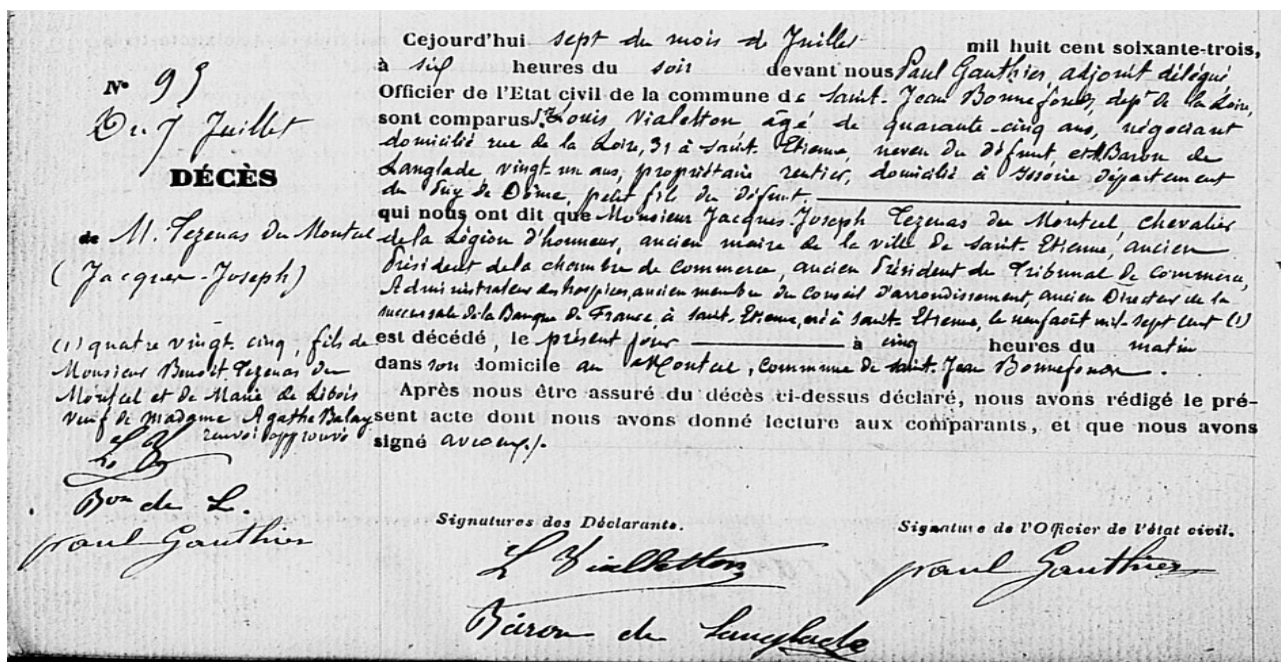 Nº 95
Du 7 Juillet
DÉCÈS
de M. Tezenas du Montcel
(Jacques-Joseph)
(1) quatre vingt cinq, fils de
Monsieur Benoit Tezenas du
Montcel et de Marie de Libois
veuf de Madame Agathe Balay
renvoi approuvé
L V
Bon de L.
paul Gauthier
Cejourd'hui sept du mois de Juillet mil huit cent soixante-trois,
à six heures du soir devant nous Paul Gauthier adjoint délégué
Officier de l'Etat civil de la commune de Saint-Jean Bonnefonds, dept de la Loire,
sont comparus Louis Vialetton âgé de quarante-cinq ans, négociant
domicilié rue de la Loire, 31 à Saint-Etienne, neveu du défunt, et Baron de
Langlade vingt-un ans, propriétaire rentier, domicilié à Issoire département
du Puy de Dôme, petit fils du défunt.
qui nous ont dit que Monsieur Jacques Joseph Tezenas du Montcel, chevalier
de la Légion d'honneur, ancien maire de la ville de Saint-Etienne, ancien
Président de la chambre de commerce, ancien Président du Tribunal de commerce,
Administrateur des hospices, ancien membre du Conseil d'arrondissement, ancien Directeur de la
succursale de la Banque de France à Saint-Etienne, né à Saint-Etienne, le neuf août mil-sept cent (1)
est décédé, le présent jour à cinq heures du matin
dans son domicile au Montcel, commune de Saint-Jean Bonnefonds.
Après nous être assuré du décès ci-dessus déclaré, nous avons rédigé le pré-
sent acte dont nous avons donné lecture aux comparants, et que nous avons
signé avec eux.
Signatures des Déclarants.
Signature de l'Officier de l'état civil.
L Vialletton
paul Gauthier
Baron de Langlade